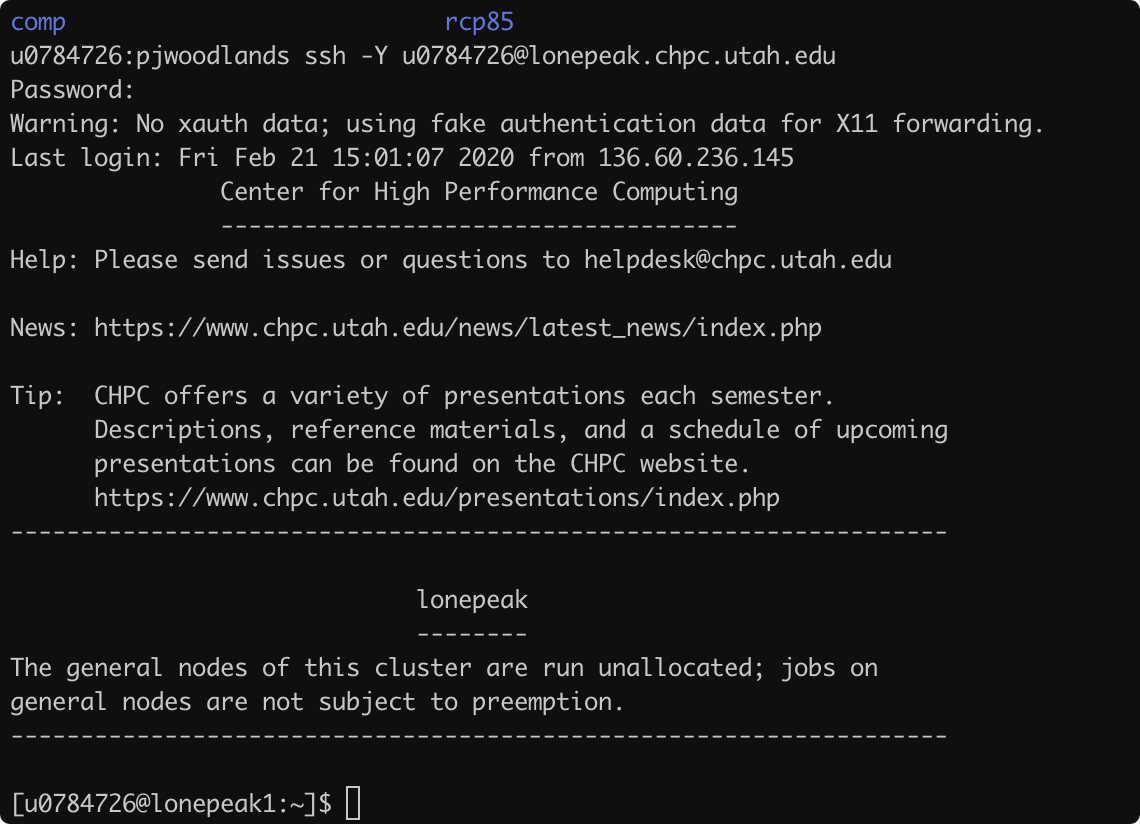 comp                           rcp85
u0784726:pjwoodlands ssh -Y u0784726@lonepeak.chpc.utah.edu
Password:
Warning: No xauth data; using fake authentication data for X11 forwarding.
Last login: Fri Feb 21 15:01:07 2020 from 136.60.236.145
               Center for High Performance Computing
               -------------------------------------
Help: Please send issues or questions to helpdesk@chpc.utah.edu

News: https://www.chpc.utah.edu/news/latest_news/index.php

Tip:  CHPC offers a variety of presentations each semester.
      Descriptions, reference materials, and a schedule of upcoming
      presentations can be found on the CHPC website.
      https://www.chpc.utah.edu/presentations/index.php
-------------------------------------------------------------------

                             lonepeak
                             --------
The general nodes of this cluster are run unallocated; jobs on
general nodes are not subject to preemption.
-------------------------------------------------------------------

[u0784726@lonepeak1:~]$